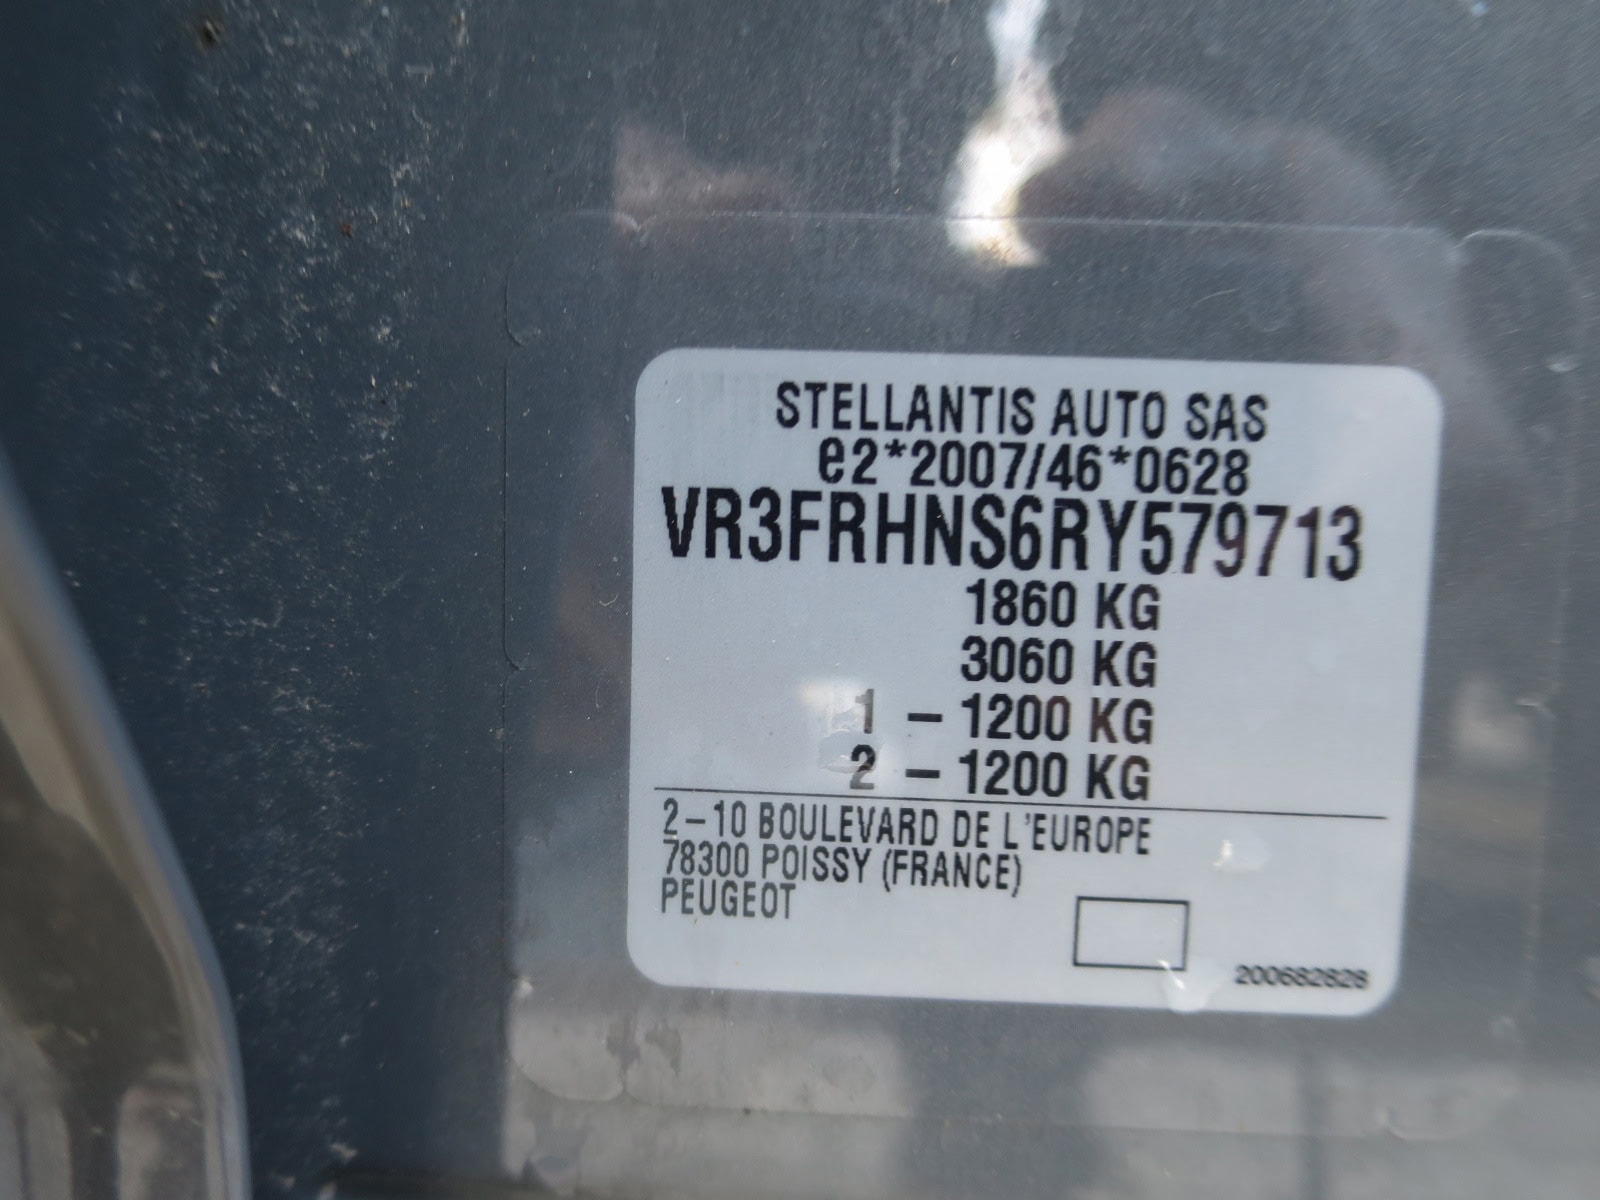 STELLANTIS AUTO SAS
e2*2007/46*0628
VR3FRHNS6RY579713
1860 KG
3060 KG
1 - 1200 KG
2 - 1200 KG
2-10 BOULEVARD DE L'EUROPE
78300 POISSY (FRANCE)
PEUGEOT
200682828